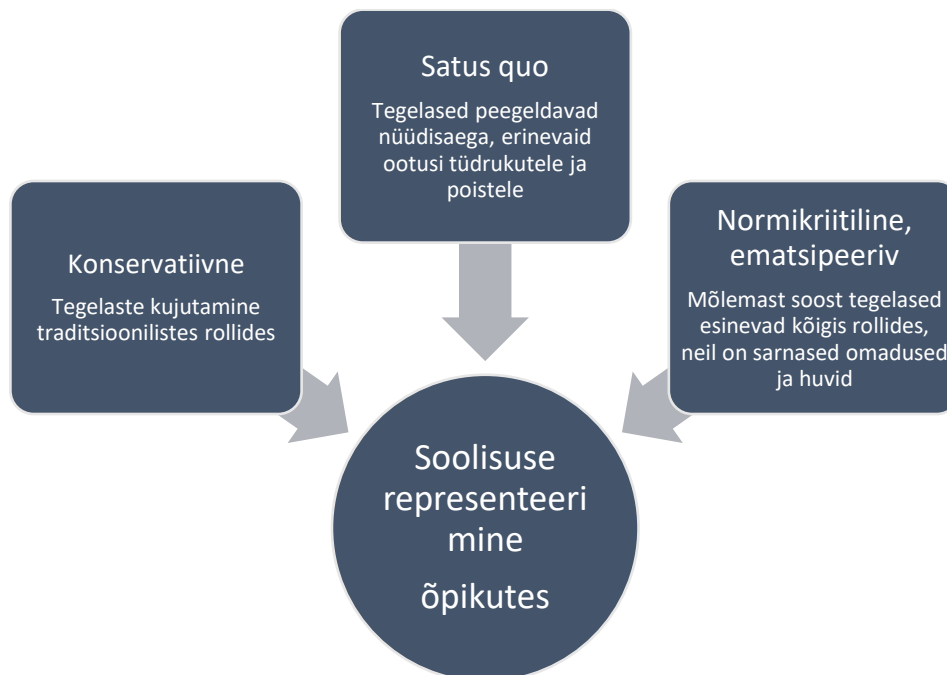 Satus quo
Tegelased peegeldavad
nüüdisaega, erinevaid
ootusi tüdrukutele ja
poistele
Konservatiivne
Tegelaste kujutamine
traditsioonilistes rollides
Normikriitiline,
ematsipeeriv
Mõlemast soost tegelased
esinevad kõigis rollides,
neil on sarnased omadused
ja huvid
Soolisuse
representeeri
mine
õpikutes